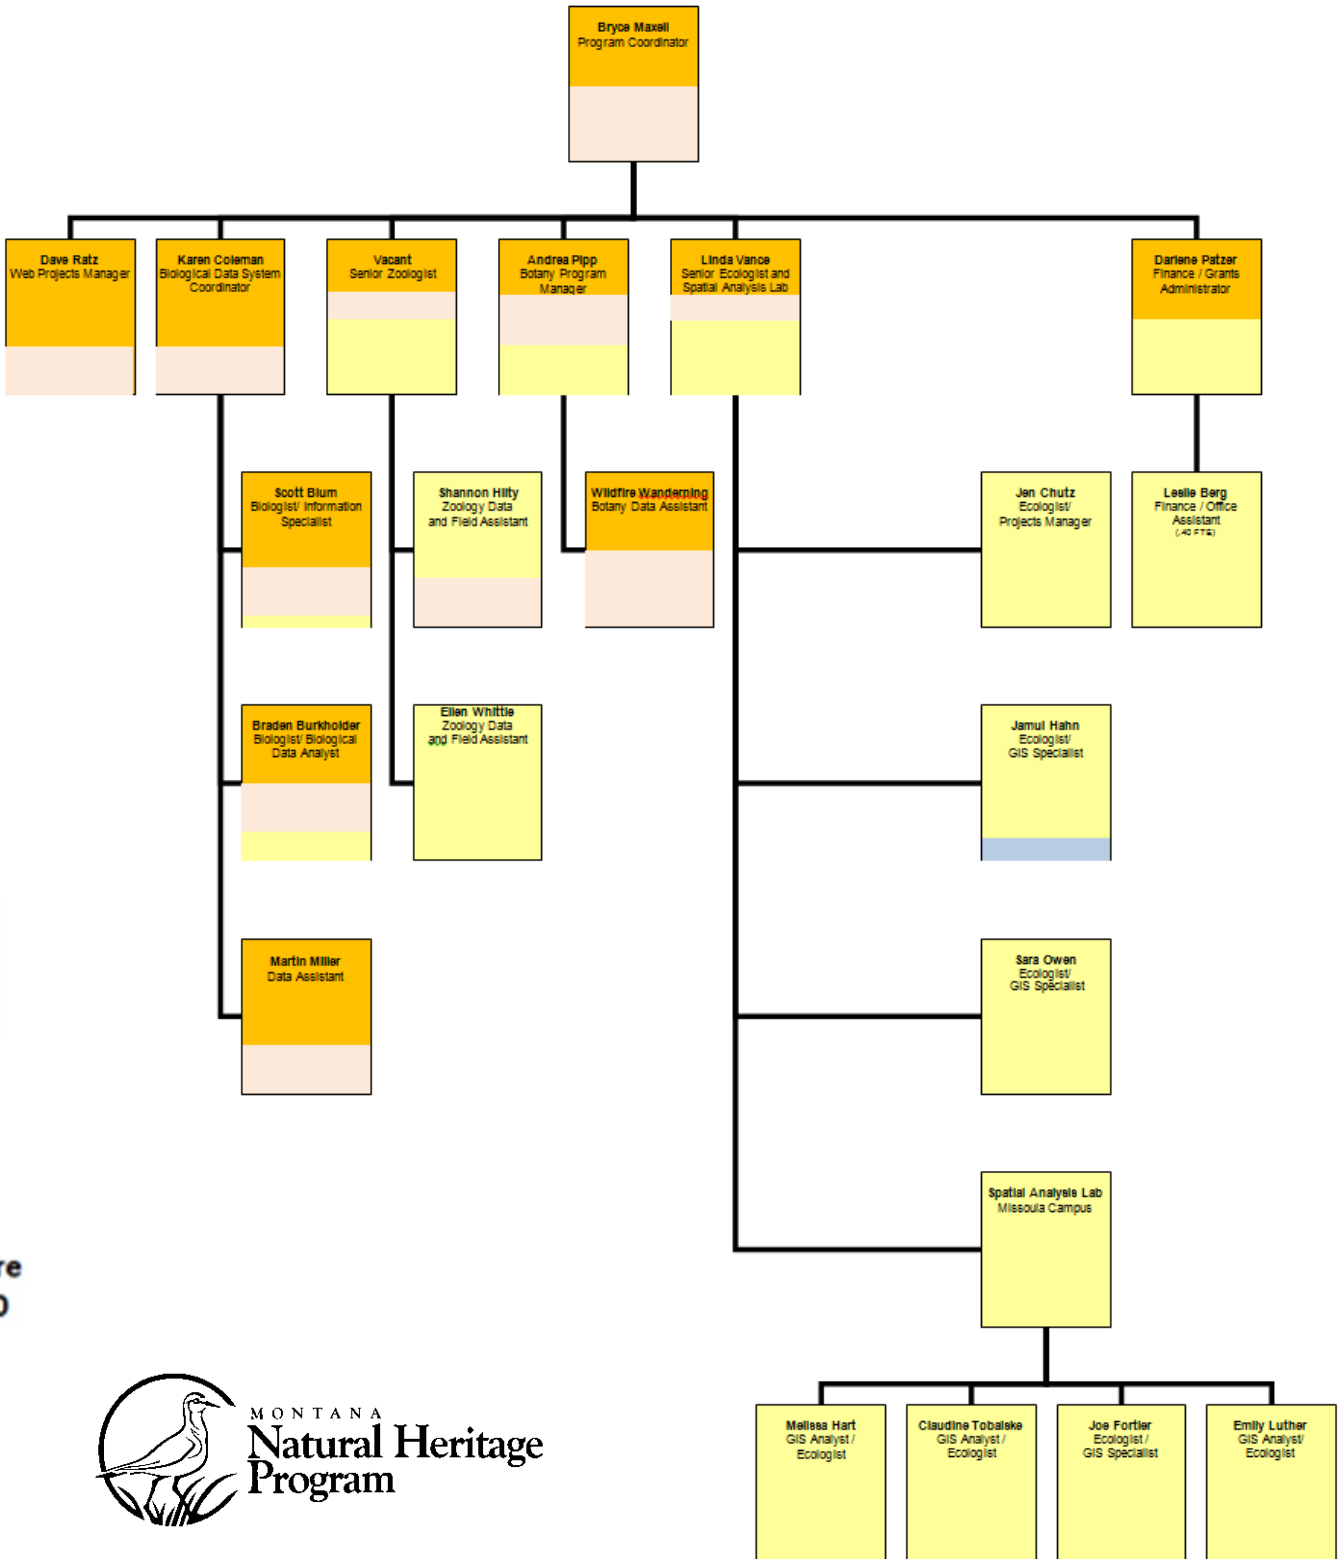 Bryce Maxell
Program Coordinator
Dave Ratz
Web Projects Manager
Karen Coleman
Biological Data System
Coordinator
Vacant
Senior Zoologist
Andrea Pipp
Botany Program
Manager
Linda Vance
Senior Ecologist and
Spatial Analysis Lab
Darlene Patzer
Finance / Grants
Administrator
Scott Blum
Biologist/ Information
Specialist
Shannon Hilty
Zoology Data
and Field Assistant
Wildfire Wanderning
Botany Data Assistant
Jen Chutz
Ecologist/
Projects Manager
Leslie Berg
Finance / Office
Assistant
(.40 FTE)
Braden Burkholder
Biologist/ Biological
Data Analyst
Ellen Whittle
Zoology Data
and Field Assistant
Jamul Hahn
Ecologist/
GIS Specialist
Martin Miller
Data Assistant
Sara Owen
Ecologist/
GIS Specialist
Spatial Analysis Lab
Missoula Campus
re
Melissa Hart
GIS Analyst /
Ecologist
Claudine Tobalske
GIS Analyst /
Ecologist
Joe Fortier
Ecologist /
GIS Specialist
Emily Luther
GIS Analyst/
Ecologist
MONTANA
Natural Heritage
Program